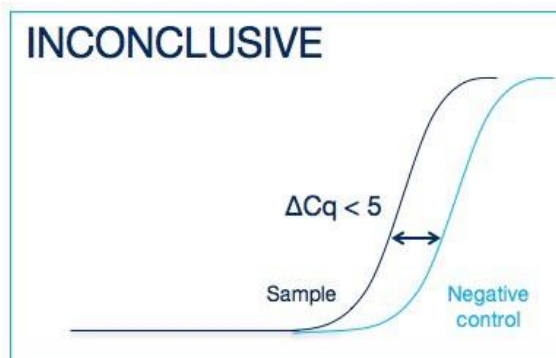 INCONCLUSIVE
ΔCq < 5
Sample
Negative
control